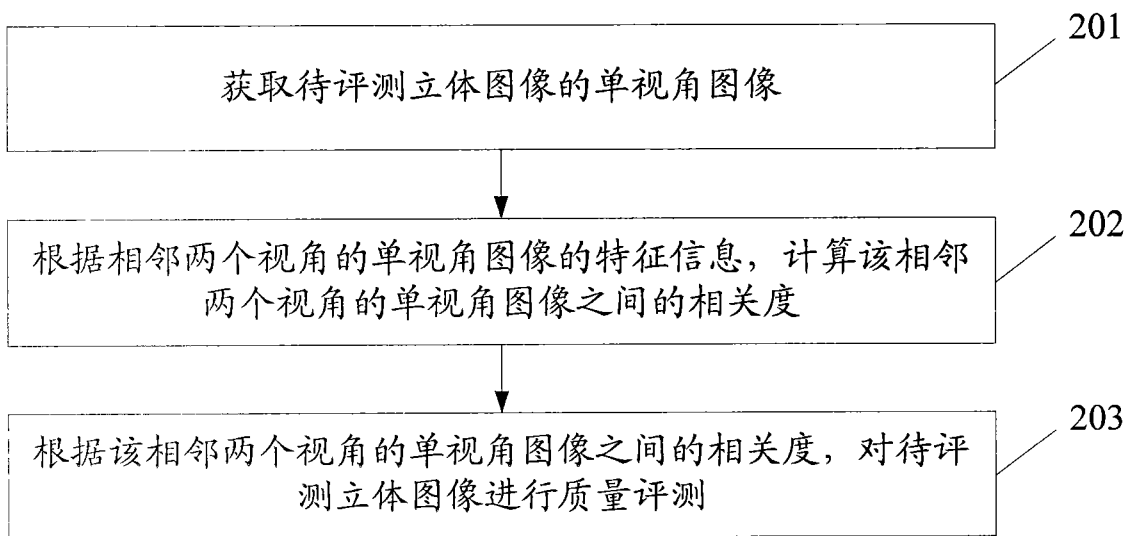 201
获取待评测立体图像的单视角图像
202
根据相邻两个视角的单视角图像的特征信息，计算该相邻
两个视角的单视角图像之间的相关度
203
根据该相邻两个视角的单视角图像之间的相关度，对待评
测立体图像进行质量评测